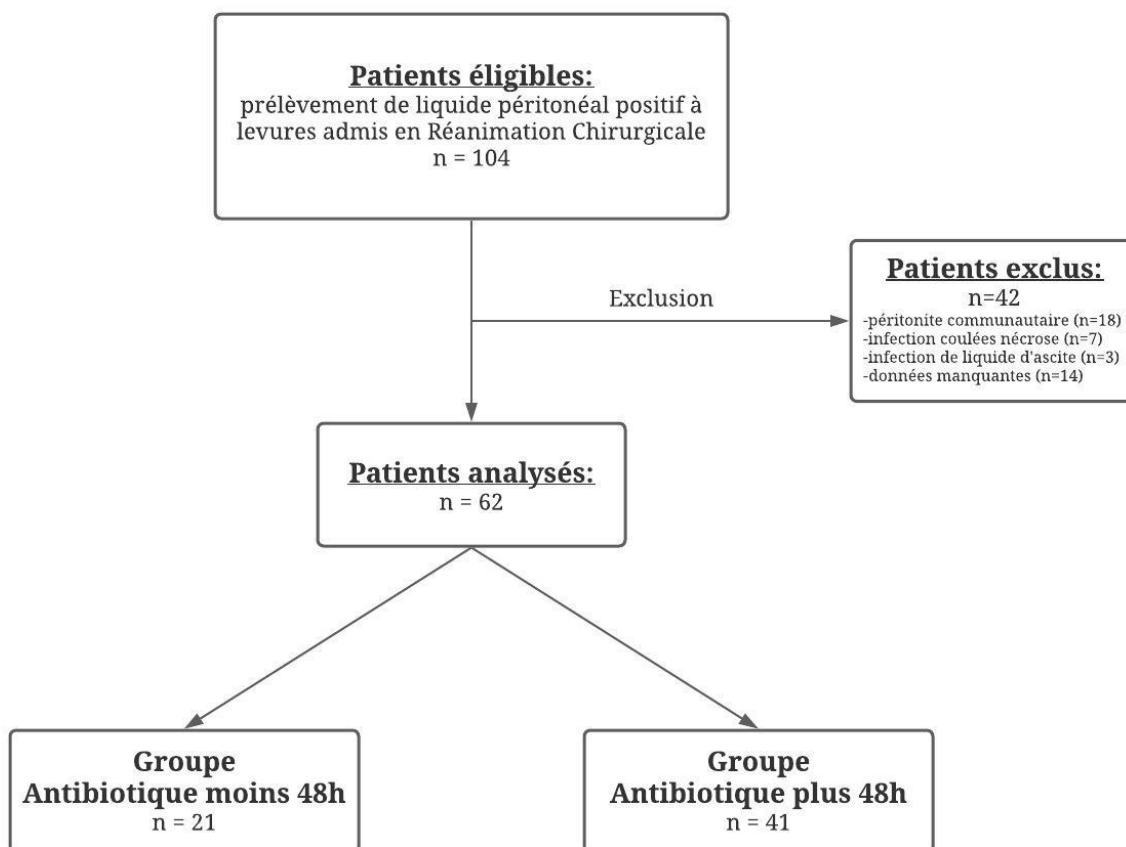 Patients éligibles:
prélèvement de liquide péritonéal positif à
levures admis en Réanimation Chirurgicale
n = 104
Exclusion
Patients exclus:
n=42
-péritonite communautaire (n=18)
-infection coulées nécrose (n=7)
-infection de liquide d'ascite (n=3)
-données manquantes (n=14)
Patients analysés:
n = 62
Groupe
Antibiotique moins 48h
n = 21
Groupe
Antibiotique plus 48h
n = 41